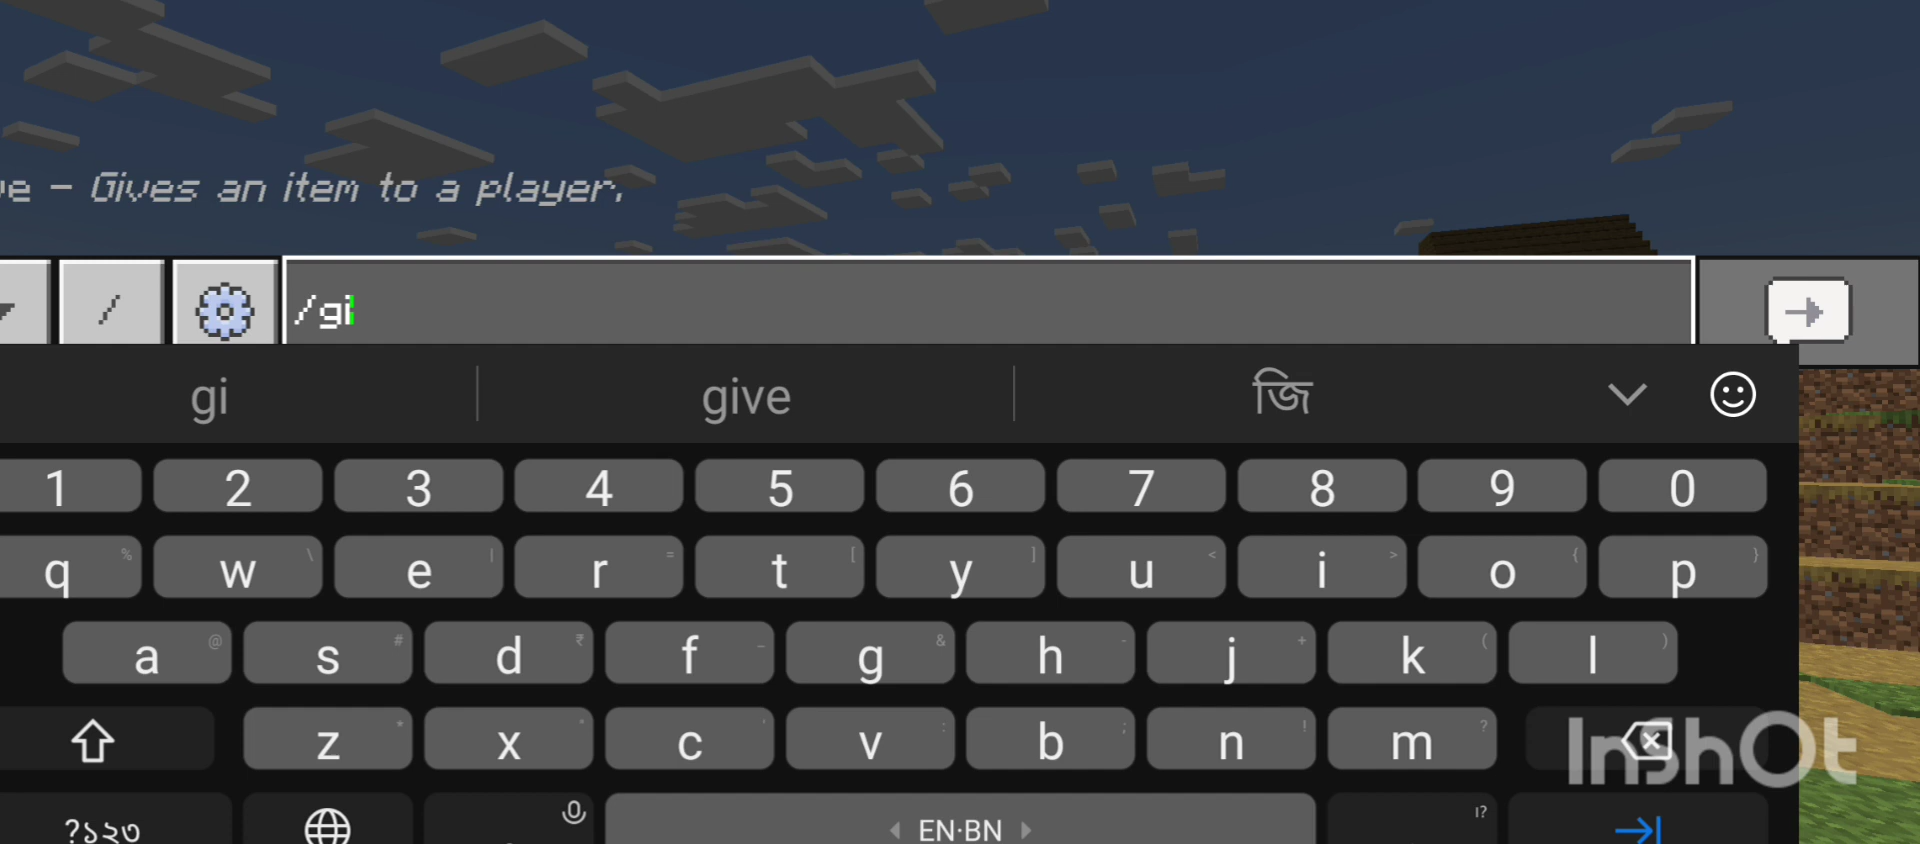 ve - Gives an item to a player.
/
/gi
gi give জি
1 2 3 4 5 6 7 8 9 0
q % w \ e | r = t [ y ] u < i > o { p }
a @ s # d ₹ f _ g & h - j + k ( l )
z * x " c ' v : b ; n ! m ?
InShOt
?১২৩ EN·BN !?